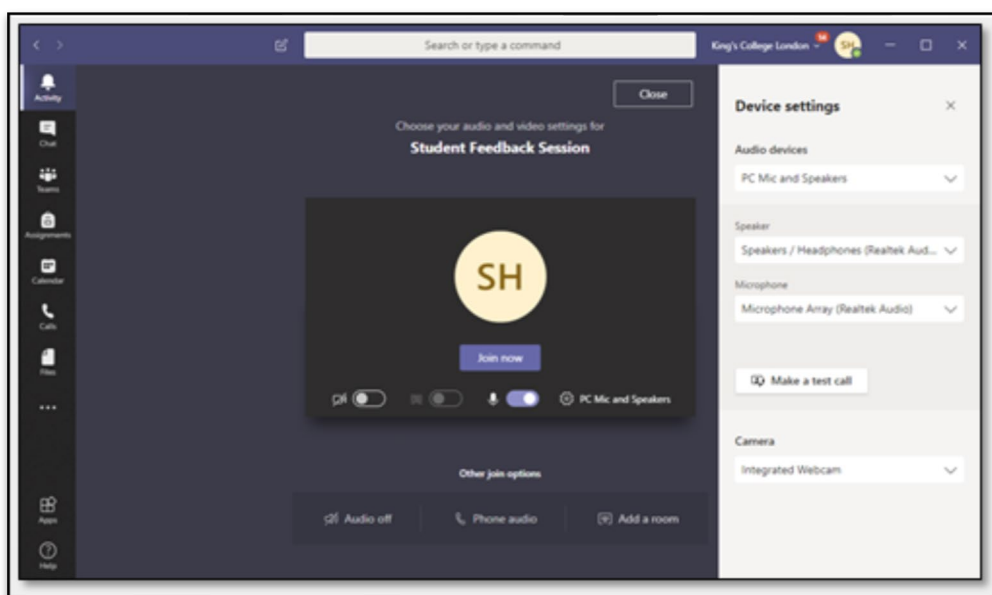 Search or type a command
King's College London
SH
Activity
Chat
Teams
Assignments
Calendar
Calls
Files
Apps
Help
Close
Choose your audio and video settings for
Student Feedback Session
SH
Join now
PC Mic and Speakers
Other join options
Audio off
Phone audio
Add a room
Device settings
Audio devices
PC Mic and Speakers
Speaker
Speakers / Headphones (Realtek Aud...
Microphone
Microphone Array (Realtek Audio)
Make a test call
Camera
Integrated Webcam